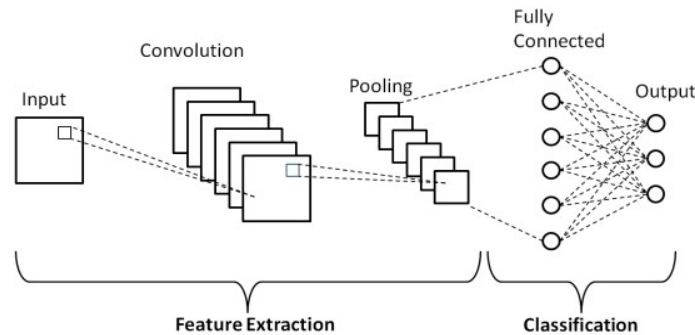 Fully
Connected
Convolution
Pooling
Input
Output
Feature Extraction
Classification